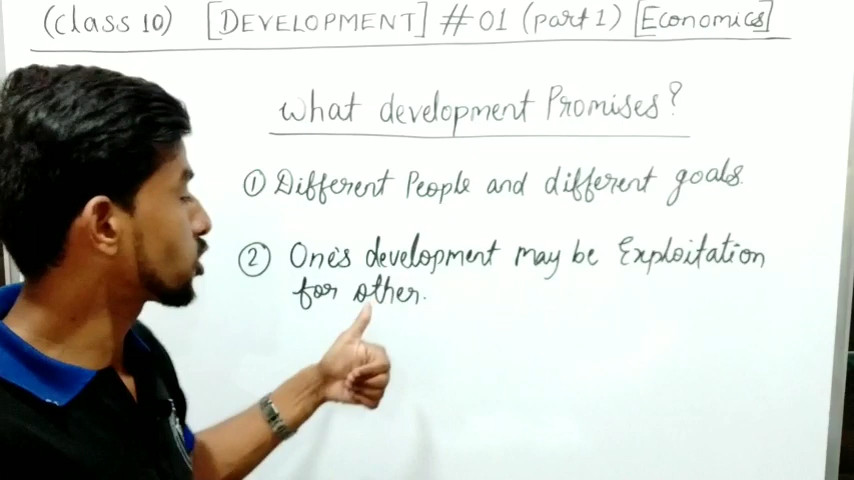 (class 10) [DEVELOPMENT] # 01 (part 1) [Economics]
What development Promises?
① Different People and different goals.
② One's development may be Exploitation
for other.